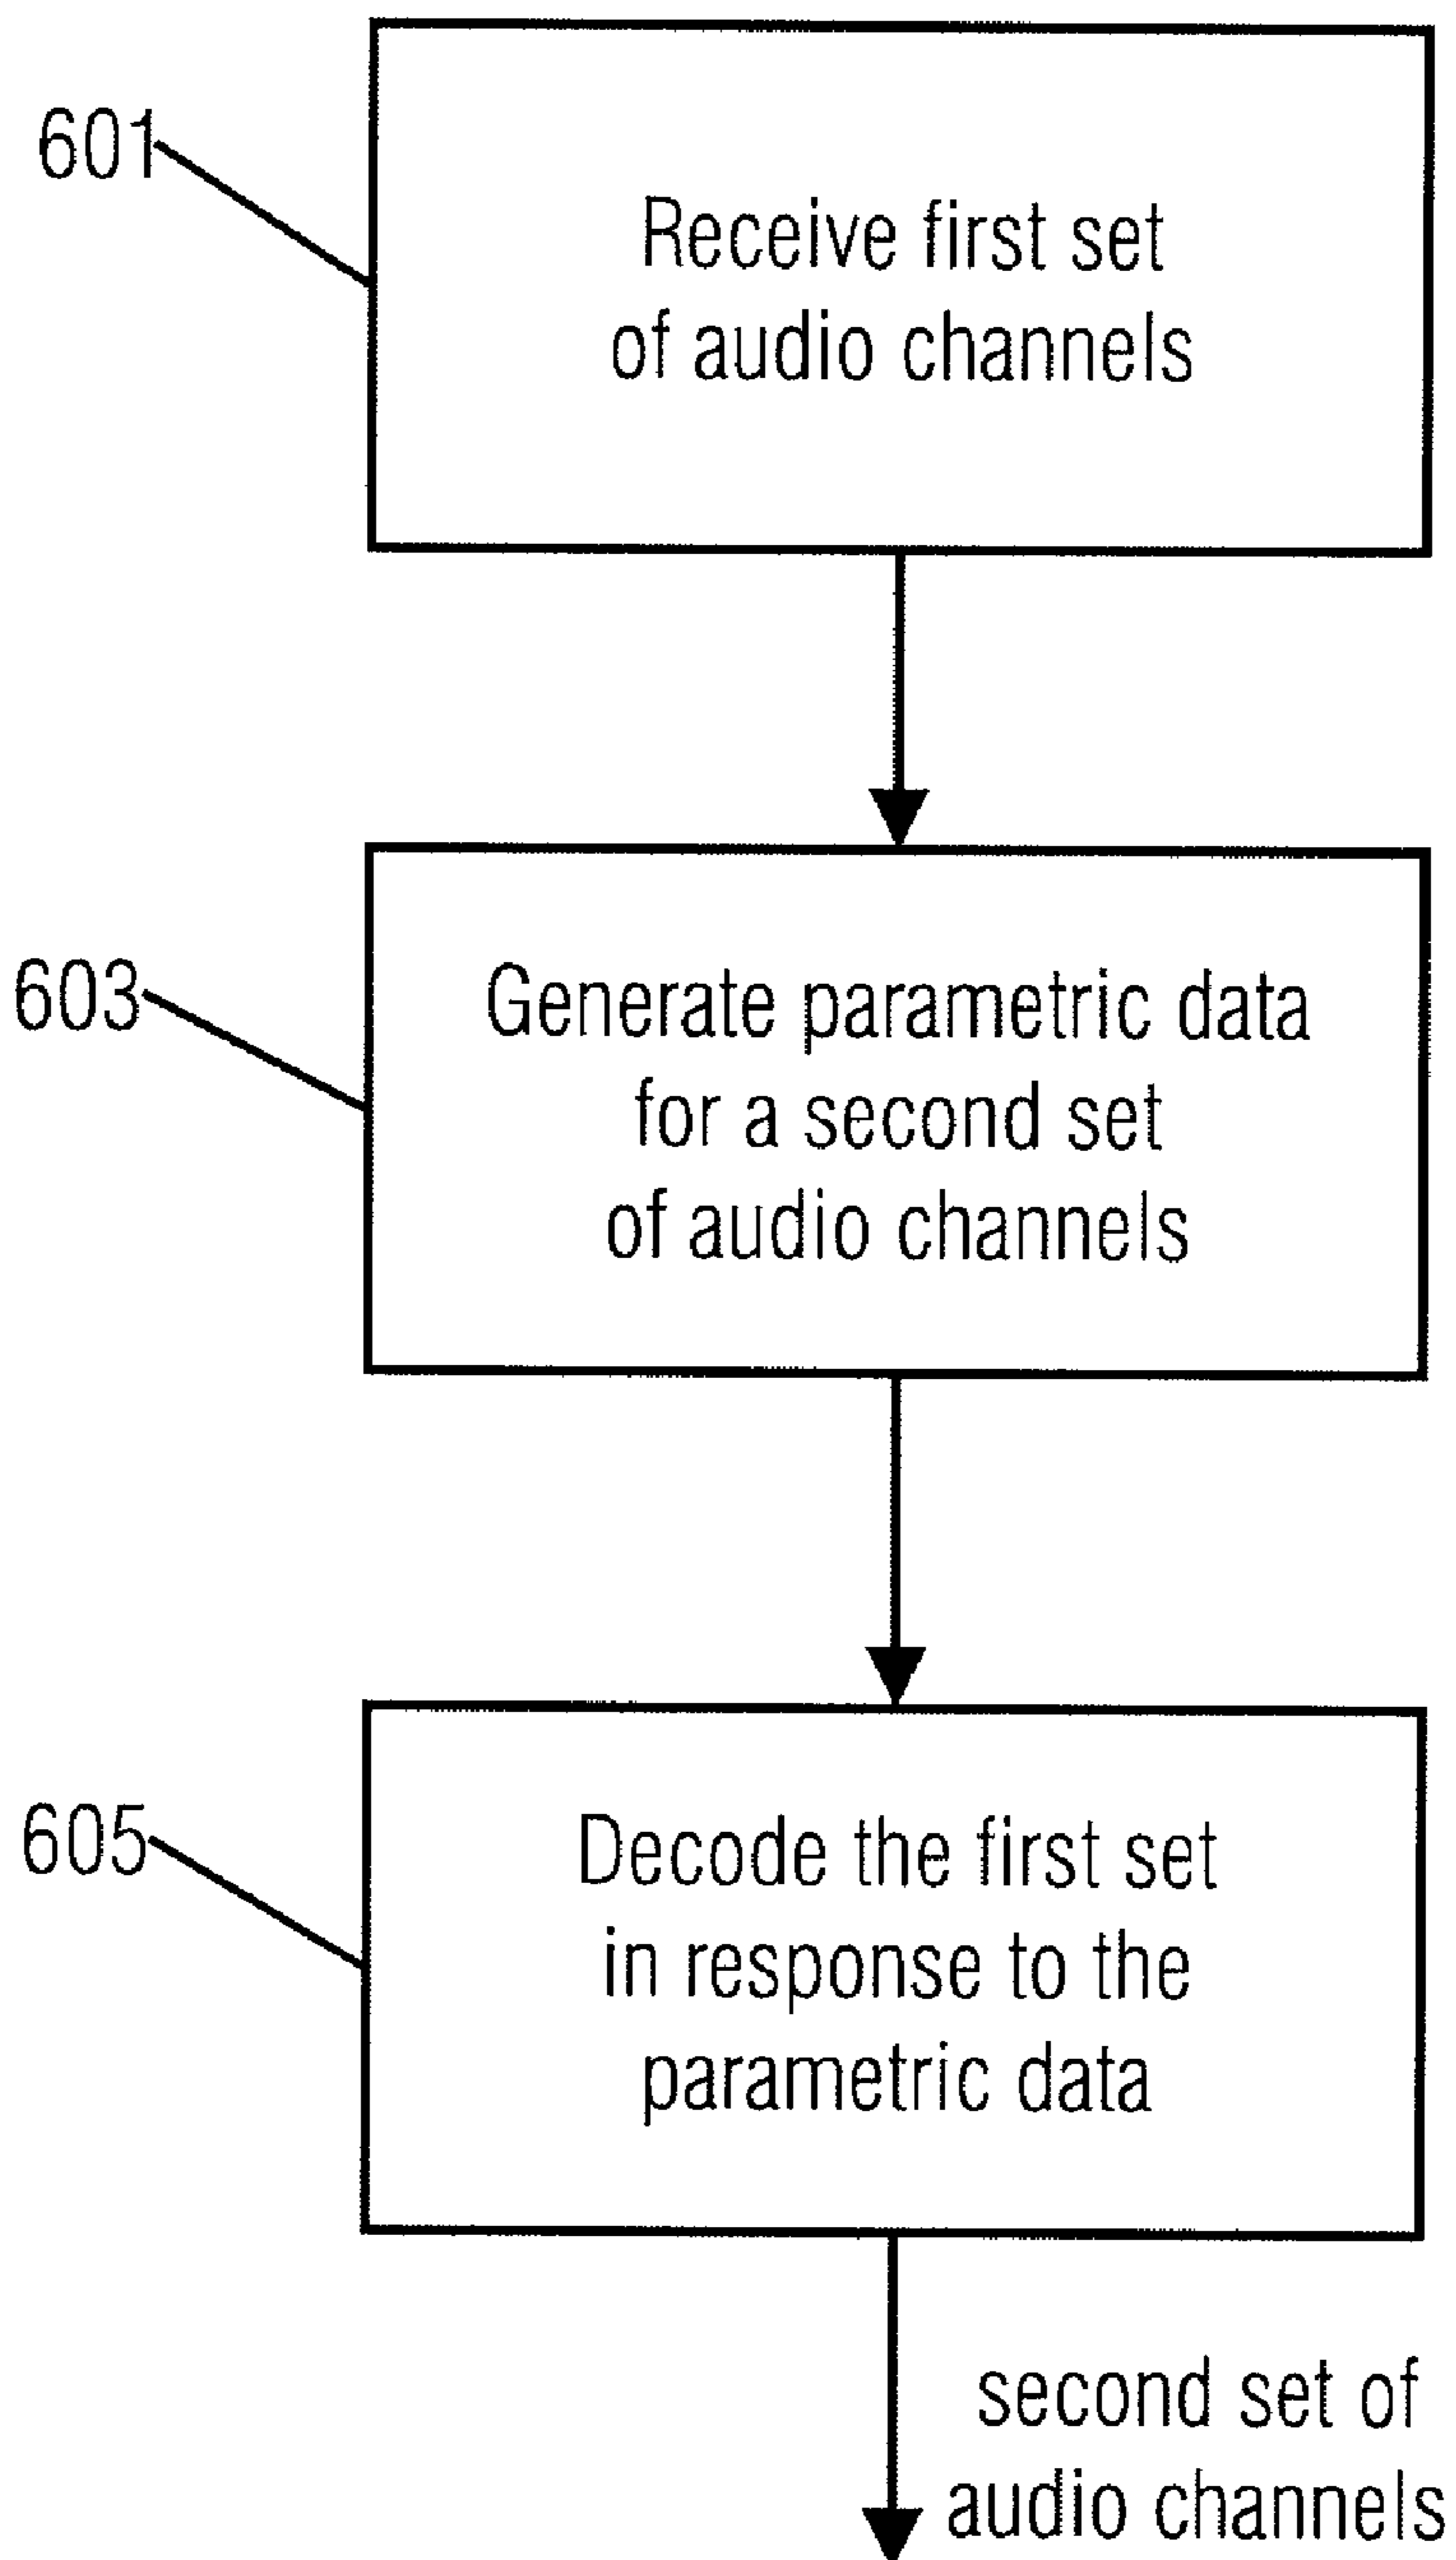 601
Receive first set
of audio channels
603
Generate parametric data
for a second set
of audio channels
605
Decode the first set
in response to the
parametric data
second set of
audio channels